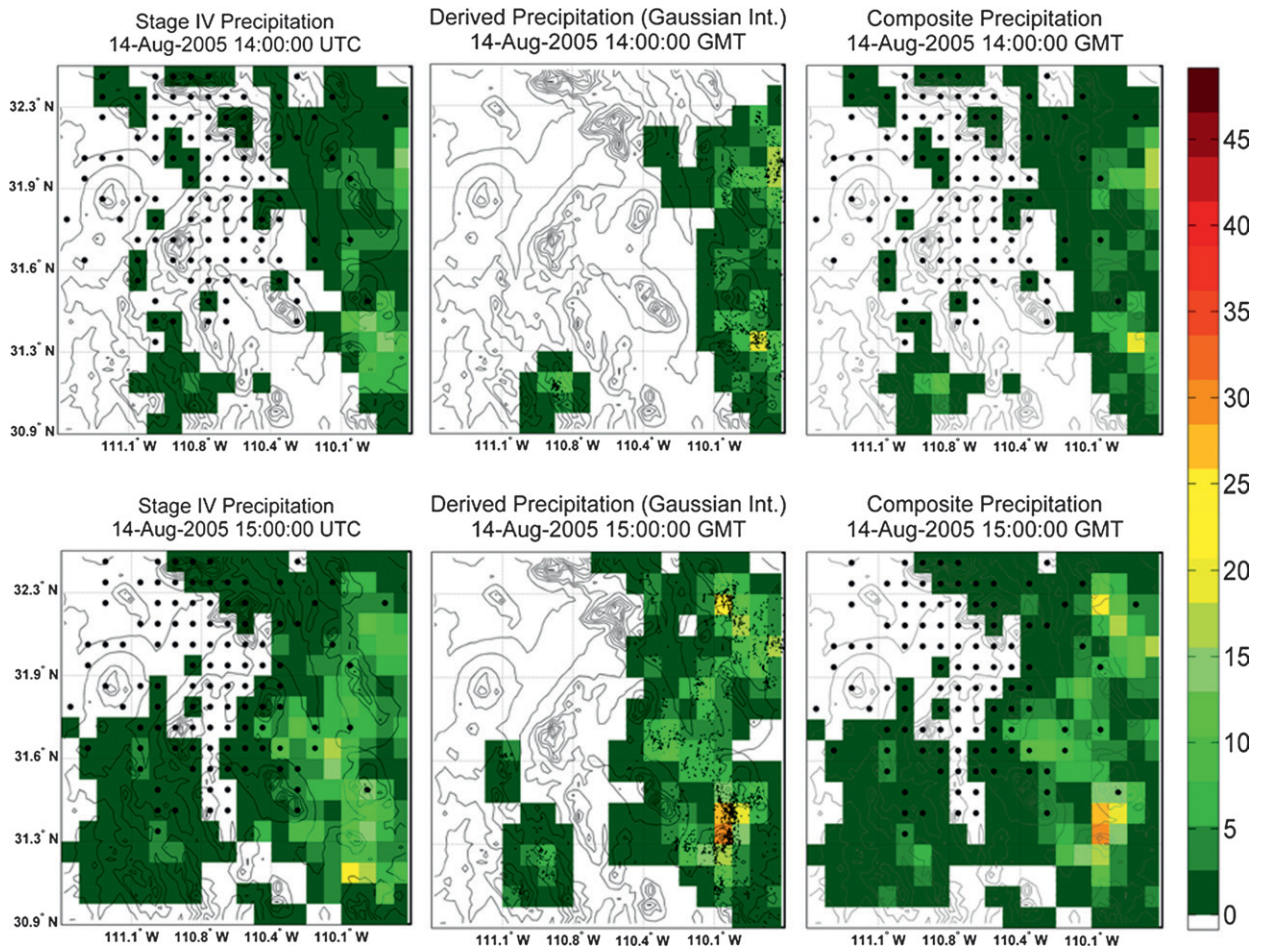 Stage IV Precipitation
14-Aug-2005 14:00:00 UTC
Derived Precipitation (Gaussian Int.)
14-Aug-2005 14:00:00 GMT
Composite Precipitation
14-Aug-2005 14:00:00 GMT
32.3° N
31.9° N
31.6° N
31.3° N
30.9° N
111.1° W 110.8° W 110.4° W 110.1° W
111.1° W 110.8° W 110.4° W 110.1° W
111.1° W 110.8° W 110.4° W 110.1° W
Stage IV Precipitation
14-Aug-2005 15:00:00 UTC
Derived Precipitation (Gaussian Int.)
14-Aug-2005 15:00:00 GMT
Composite Precipitation
14-Aug-2005 15:00:00 GMT
32.3° N
31.9° N
31.6° N
31.3° N
30.9° N
111.1° W 110.8° W 110.4° W 110.1° W
111.1° W 110.8° W 110.4° W 110.1° W
111.1° W 110.8° W 110.4° W 110.1° W
45
40
35
30
25
20
15
10
5
0